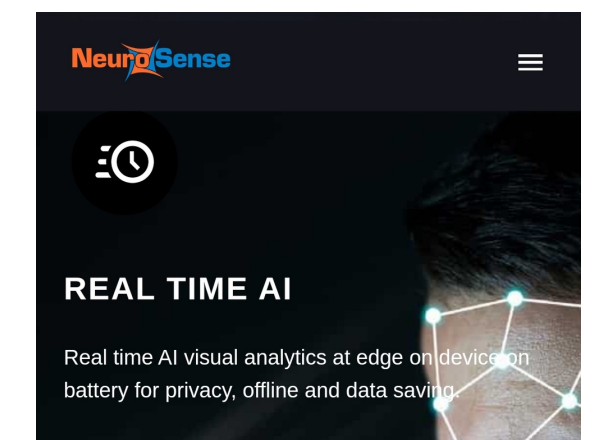 NeuroSense
REAL TIME AI
Real time AI visual analytics at edge on device on
battery for privacy, offline and data saving.